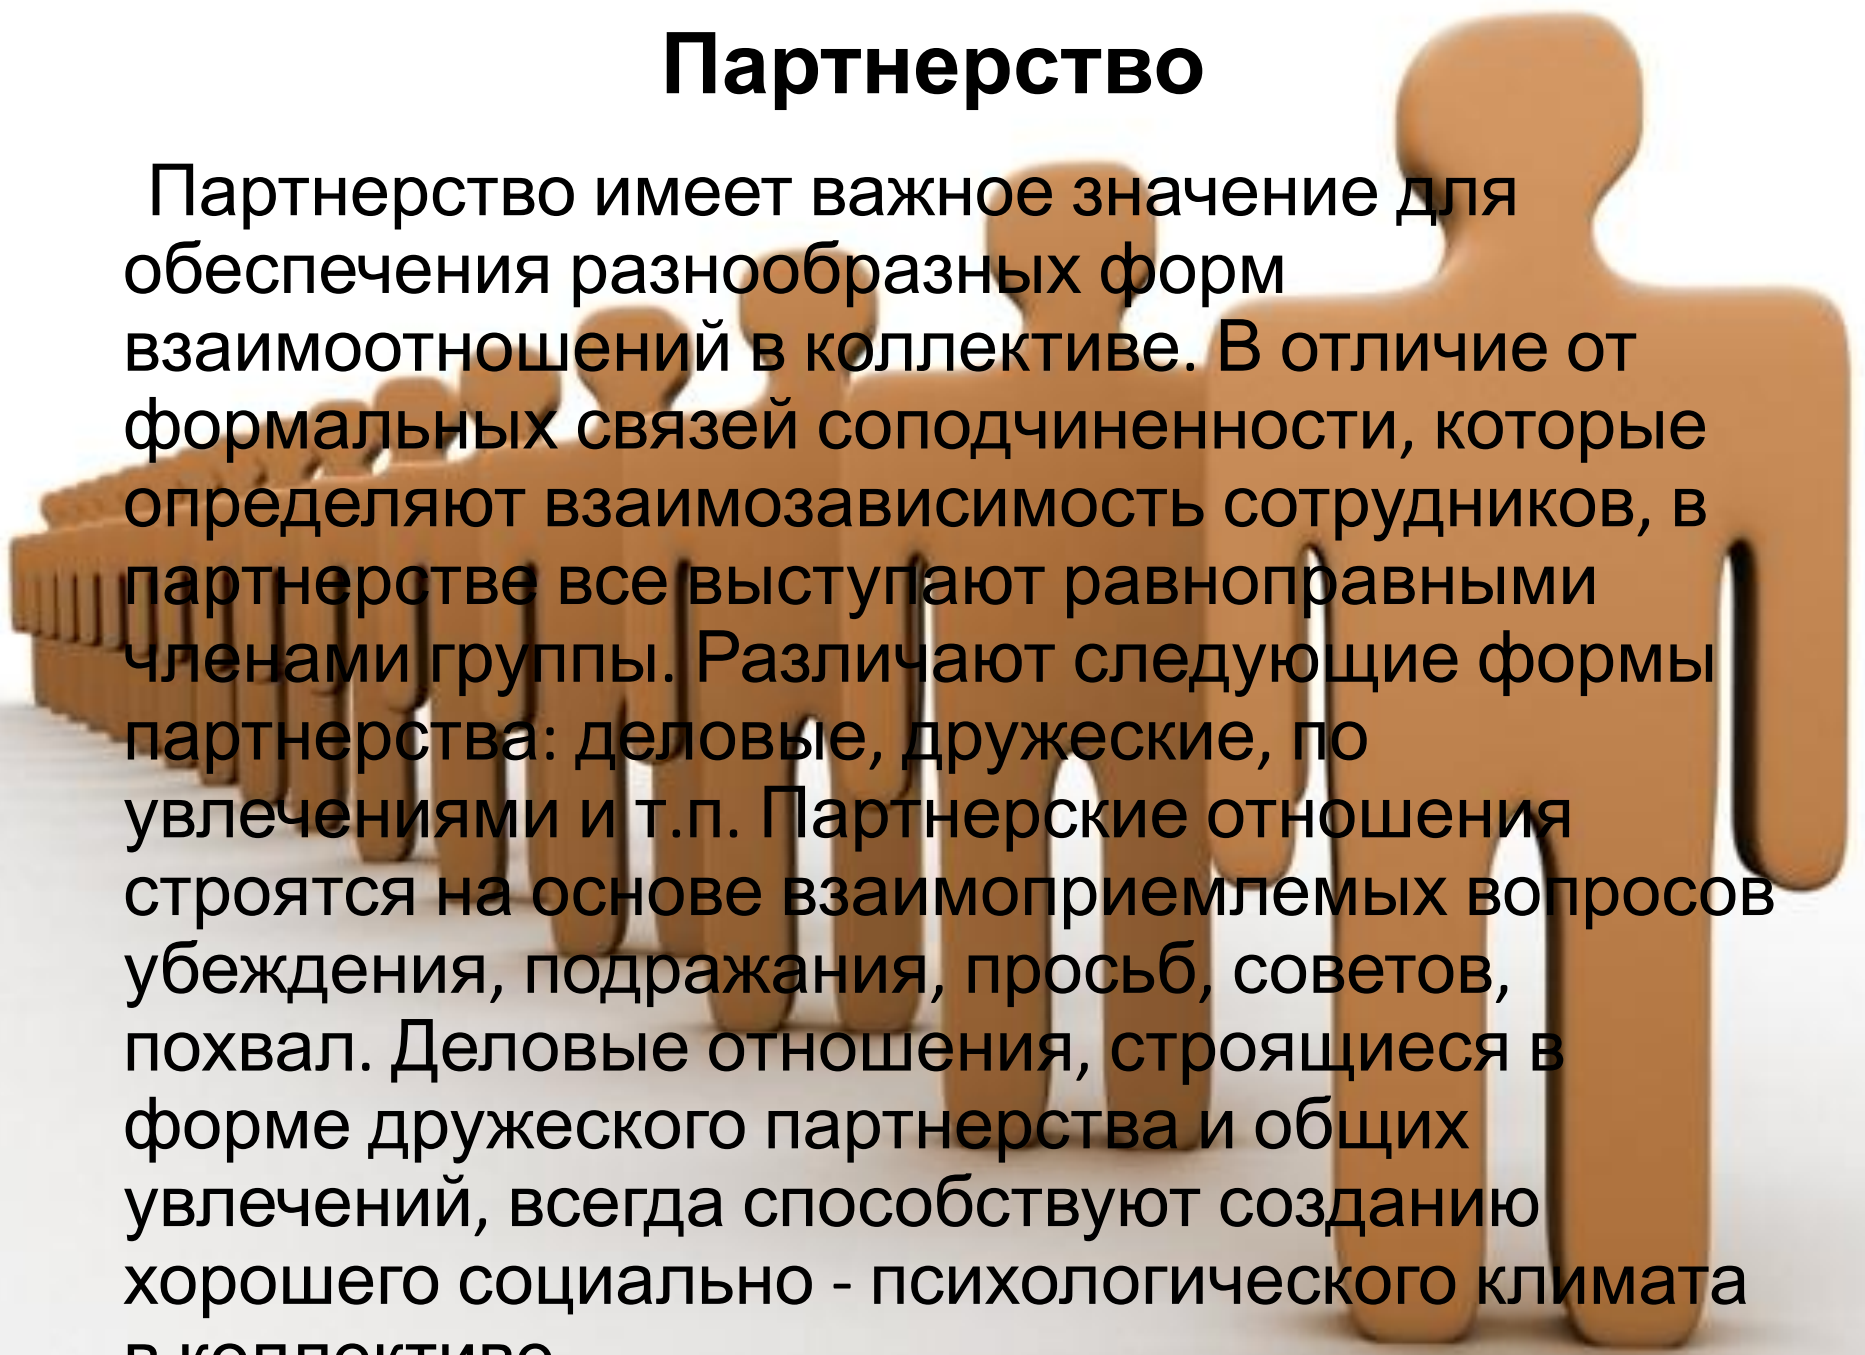 Партнерство
Партнерство имеет важное значение для
обеспечения разнообразных форм
взаимоотношений в коллективе. В отличие от
формальных связей соподчиненности, которые
определяют взаимозависимость сотрудников, в
партнерстве все выступают равноправными
членами группы. Различают следующие формы
партнерства: деловые, дружеские, по
увлечениями и т.п. Партнерские отношения
строятся на основе взаимоприемлемых вопросов
убеждения, подражания, просьб, советов,
похвал. Деловые отношения, строящиеся в
форме дружеского партнерства и общих
увлечений, всегда способствуют созданию
хорошего социально - психологического климата
в коллективе